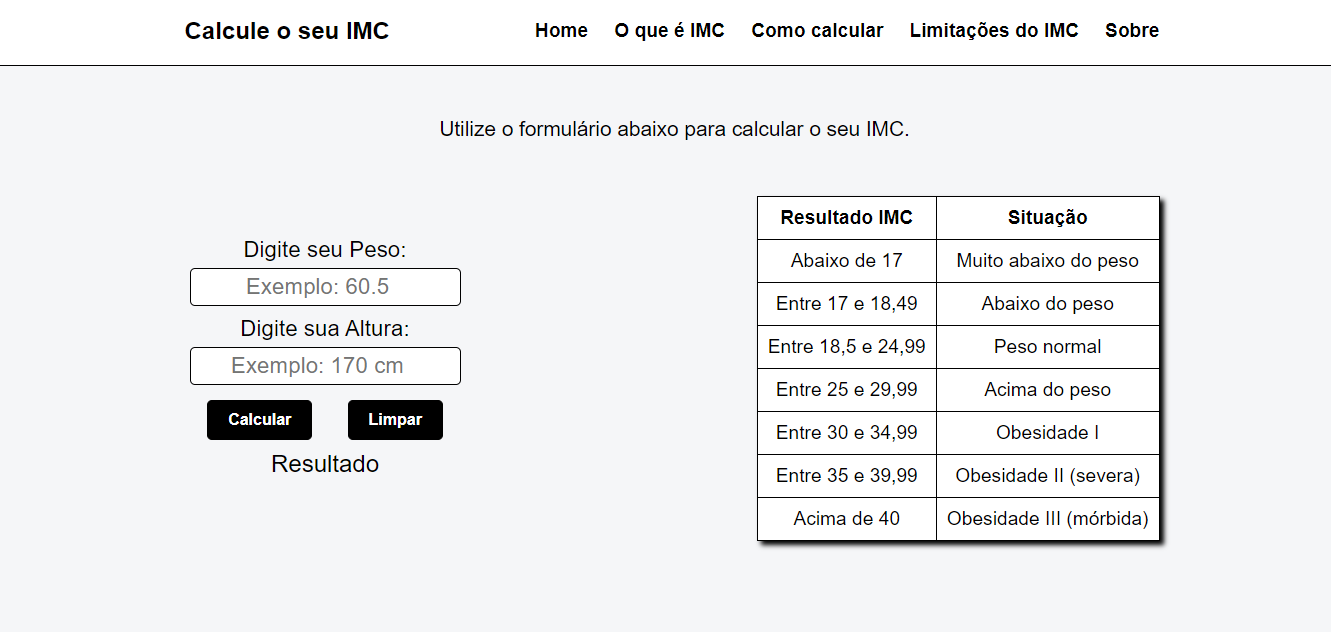 Calcule o seu IMC Home O que é IMC Como calcular Limitações do IMC Sobre
Utilize o formulário abaixo para calcular o seu IMC.
Digite seu Peso:
Exemplo: 60.5
Digite sua Altura:
Exemplo: 170 cm
Calcular Limpar
Resultado
Resultado IMC Situação
Abaixo de 17 Muito abaixo do peso
Entre 17 e 18,49 Abaixo do peso
Entre 18,5 e 24,99 Peso normal
Entre 25 e 29,99 Acima do peso
Entre 30 e 34,99 Obesidade I
Entre 35 e 39,99 Obesidade II (severa)
Acima de 40 Obesidade III (mórbida)